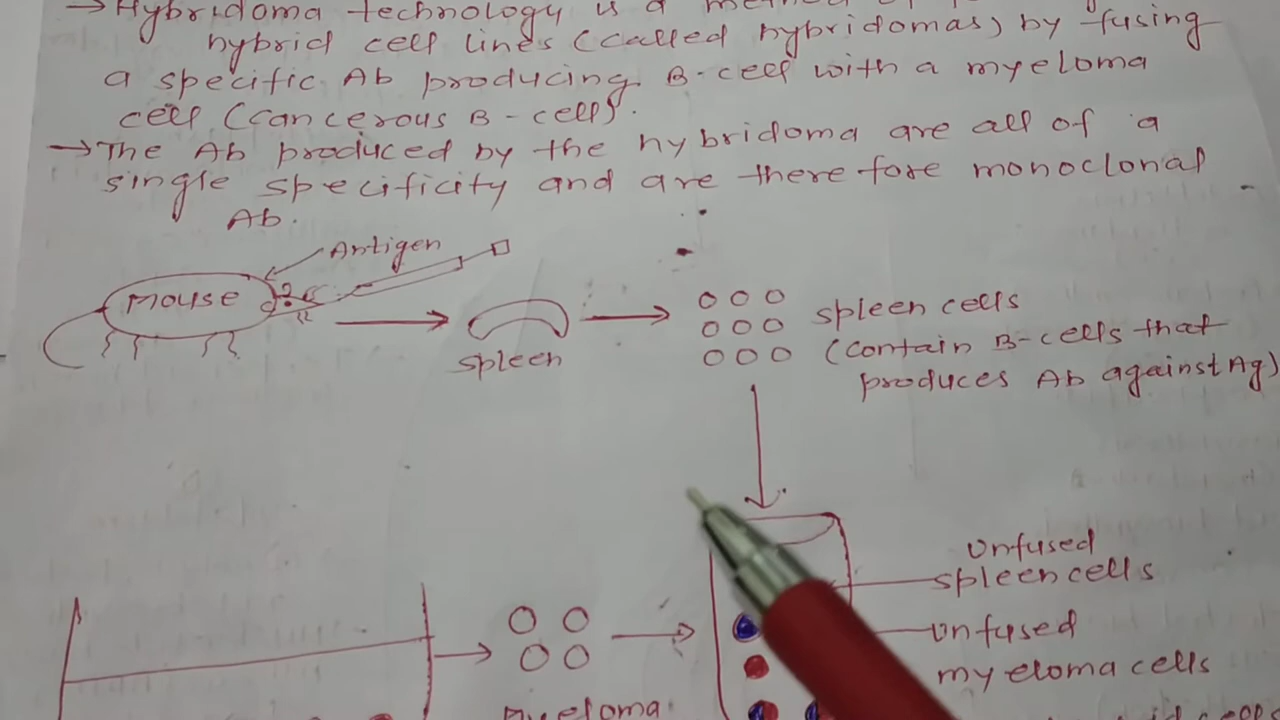 → Hybridoma technology is a
hybrid cell lines (called hybridomas) by fusing
a specific Ab producing B-cell with a myeloma
cell (cancerous B-cell).
→ The Ab produced by the hybridoma are all of a
single specificity and are therefore monoclonal
Ab.
Antigen
Mouse
spleen
spleen cells
(contain B-cells that
produces Ab against Ag)
Unfused
spleen cells
unfused
myeloma cells
Myeloma